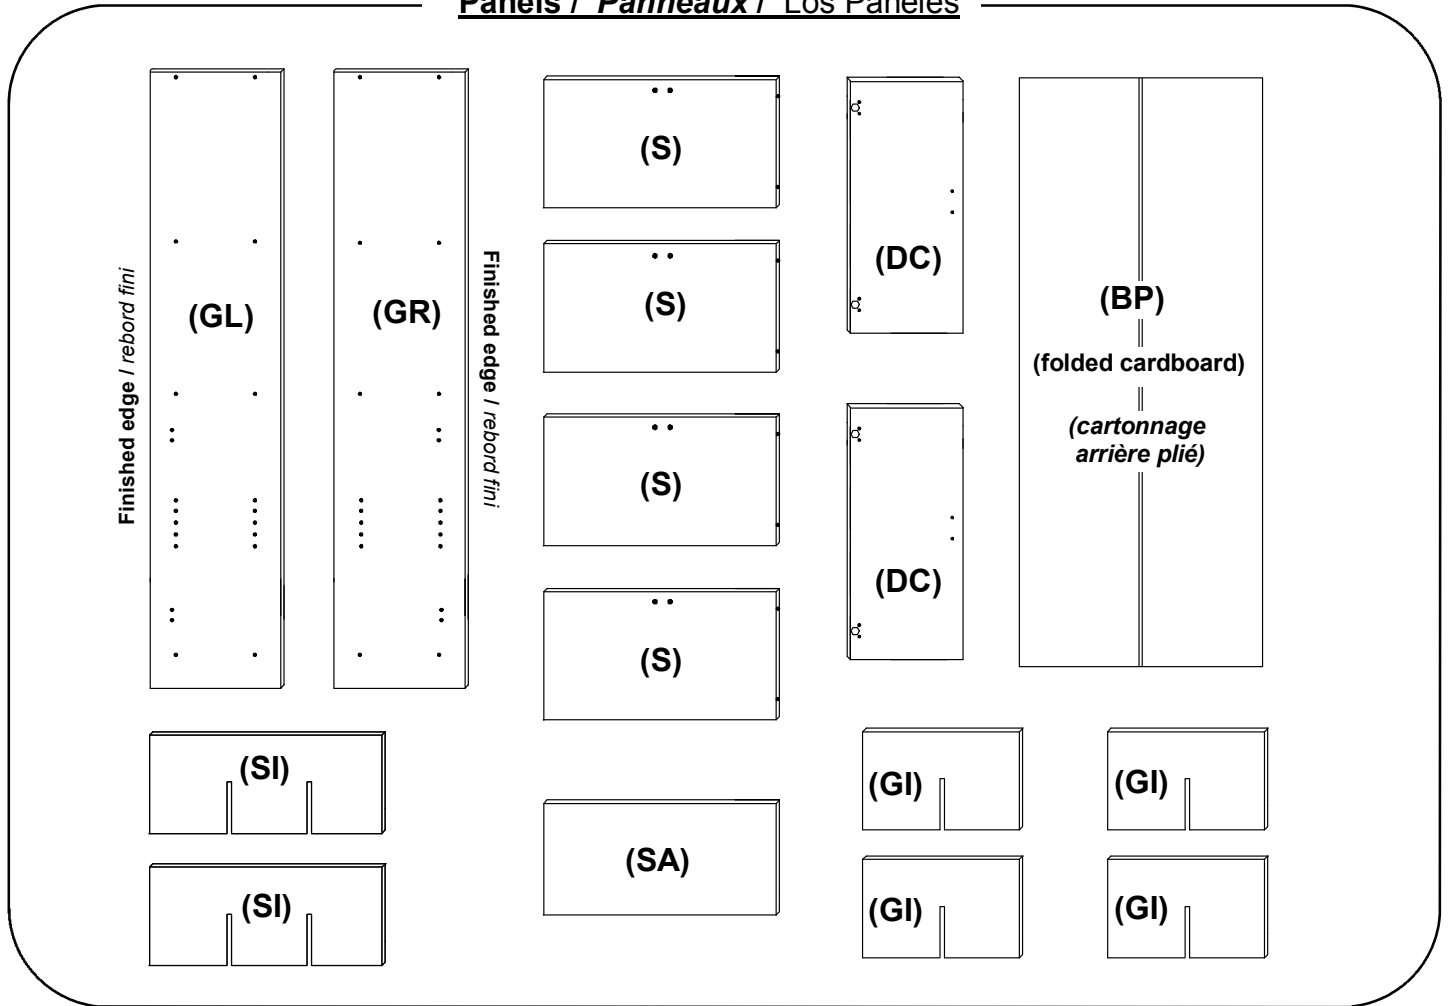 Panels / Panneaux / Los Paneles
(GL)
(GR)
Finished edge / rebord fini
Finished edge / rebord fini
(S)
(S)
(S)
(S)
(DC)
(DC)
(BP)
(folded cardboard)
(cartonnage
arrière plié)
(SI)
(SI)
(SA)
(GI)
(GI)
(GI)
(GI)